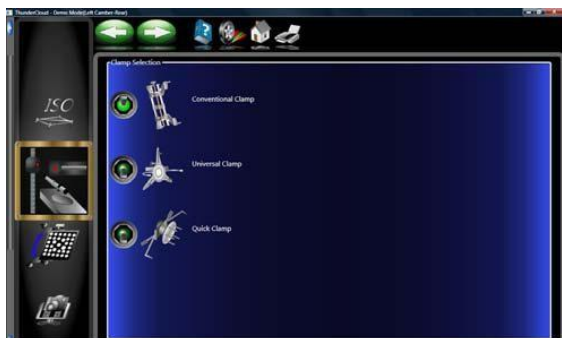 ThunderCloud - Demo Mode(Left Camber-Rear)
Clamp Selection
ISO
Conventional Clamp
Universal Clamp
Quick Clamp